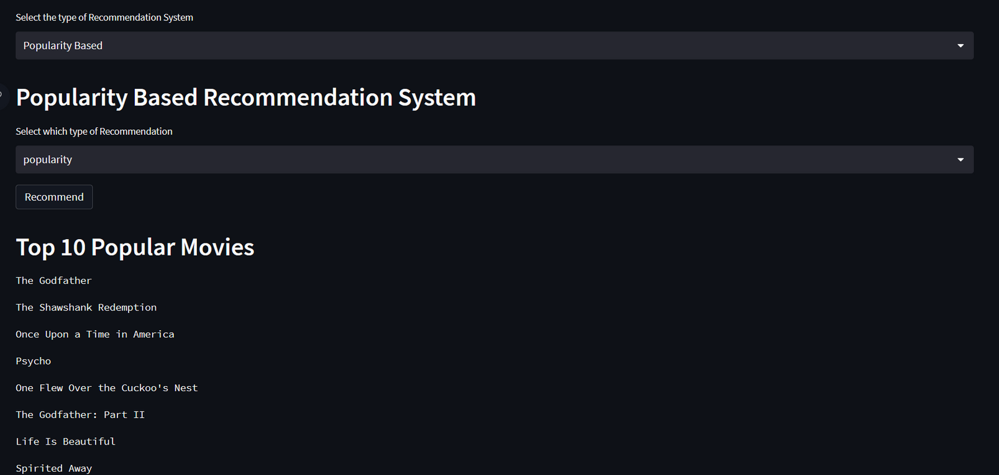 Select the type of Recommendation System
Popularity Based
Popularity Based Recommendation System
Select which type of Recommendation
popularity
Recommend
Top 10 Popular Movies
The Godfather
The Shawshank Redemption
Once Upon a Time in America
Psycho
One Flew Over the Cuckoo's Nest
The Godfather: Part II
Life Is Beautiful
Spirited Away